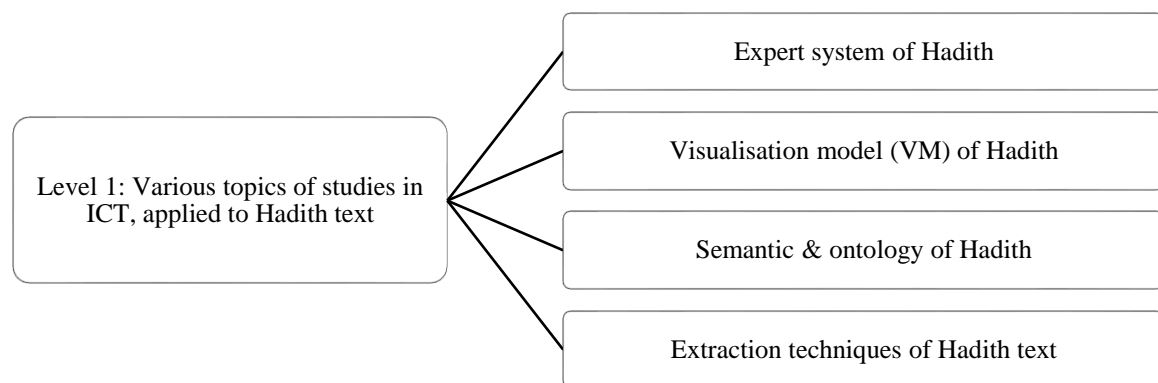 Level 1: Various topics of studies in
ICT, applied to Hadith text
Expert system of Hadith
Visualisation model (VM) of Hadith
Semantic & ontology of Hadith
Extraction techniques of Hadith text